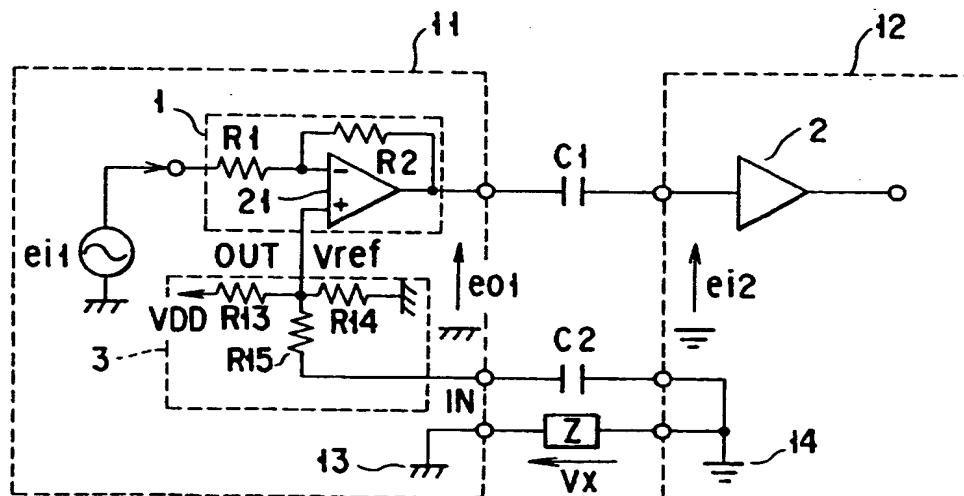 11
12
1
R1
R2
C1
2
−
21
+
ei1
OUT Vref
eo1
ei2
VDD R13 R14
C2
3
R15
IN
Z
13
14
Vx